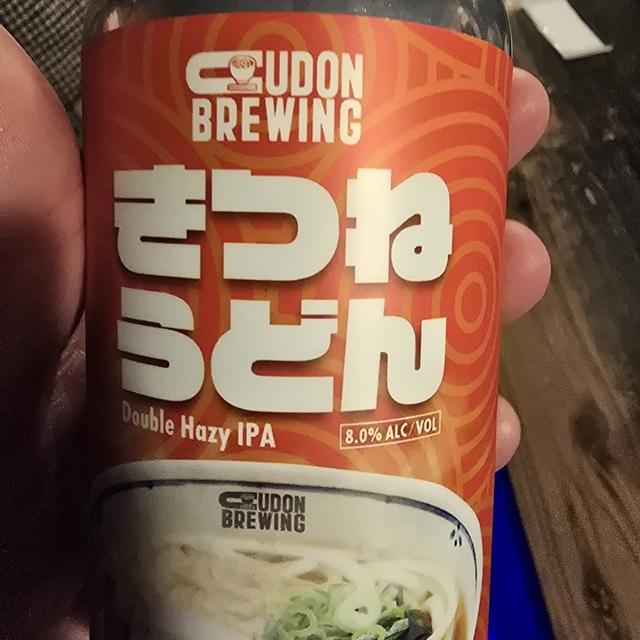 UDON
BREWING
きつね
うどん
Double Hazy IPA
8.0% ALC/VOL
UDON
BREWING